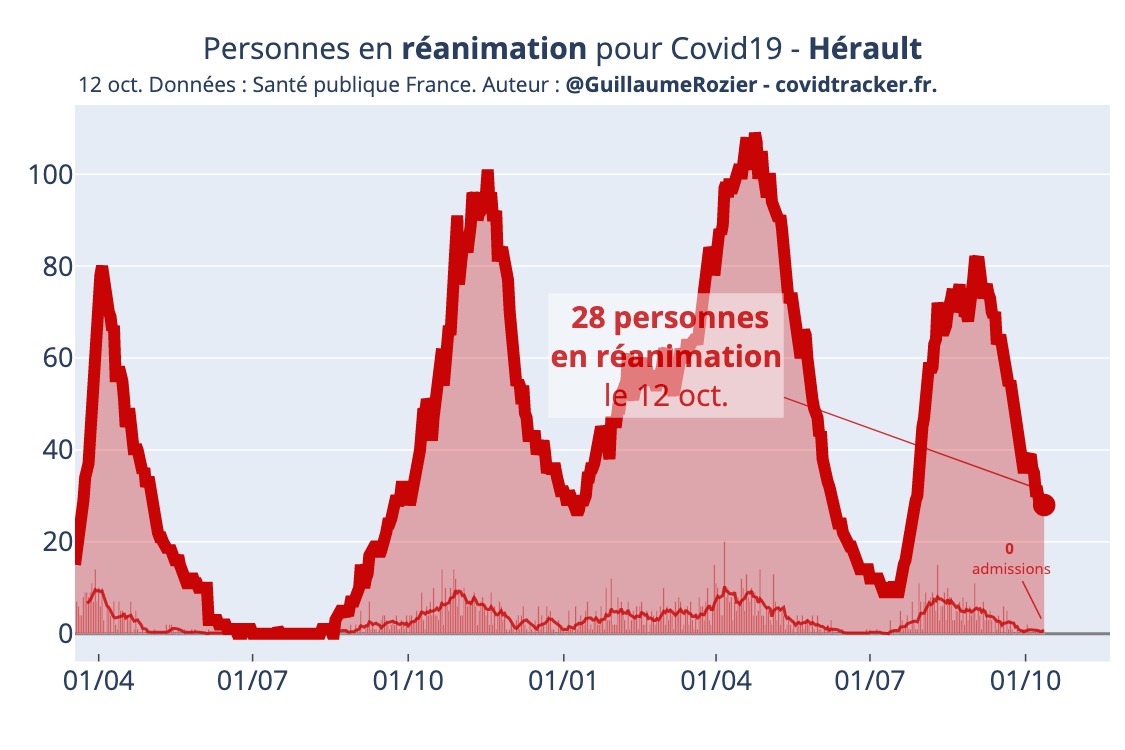 Personnes en réanimation pour Covid19 - Hérault
12 oct. Données : Santé publique France. Auteur : @GuillaumeRozier - covidtracker.fr.
100
80
60
40
20
0
28 personnes
en réanimation
le 12 oct.
0
admissions
01/04 01/07 01/10 01/01 01/04 01/07 01/10